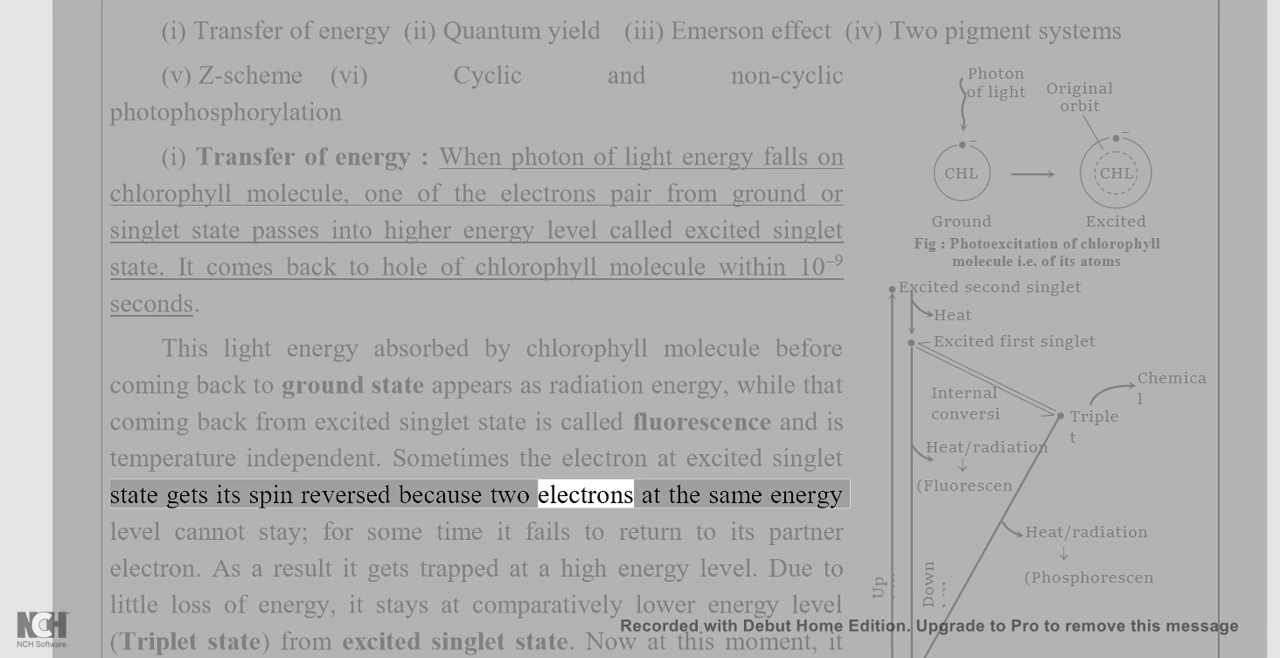 (i) Transfer of energy (ii) Quantum yield (iii) Emerson effect (iv) Two pigment systems
(v) Z-scheme (vi) Cyclic and non-cyclic
photophosphorylation
(i) Transfer of energy : When photon of light energy falls on
chlorophyll molecule, one of the electrons pair from ground or
singlet state passes into higher energy level called excited singlet
state. It comes back to hole of chlorophyll molecule within 10⁻⁹
seconds.
This light energy absorbed by chlorophyll molecule before
coming back to ground state appears as radiation energy, while that
coming back from excited singlet state is called fluorescence and is
temperature independent. Sometimes the electron at excited singlet
state gets its spin reversed because two electrons at the same energy
level cannot stay; for some time it fails to return to its partner
electron. As a result it gets trapped at a high energy level. Due to
little loss of energy, it stays at comparatively lower energy level
(Triplet state) from excited singlet state. Now at this moment, it
Photon
of light
Original
orbit
–
–
CHL
CHL
Ground
Excited
Fig : Photoexcitation of chlorophyll
molecule i.e. of its atoms
Excited second singlet
Heat
Excited first singlet
Chemica
l
Internal
conversi
Triple
t
Heat/radiation
(Fluorescen
Heat/radiation
(Phosphorescen
Up
Down
NCH
NCH Software
Recorded with Debut Home Edition. Upgrade to Pro to remove this message